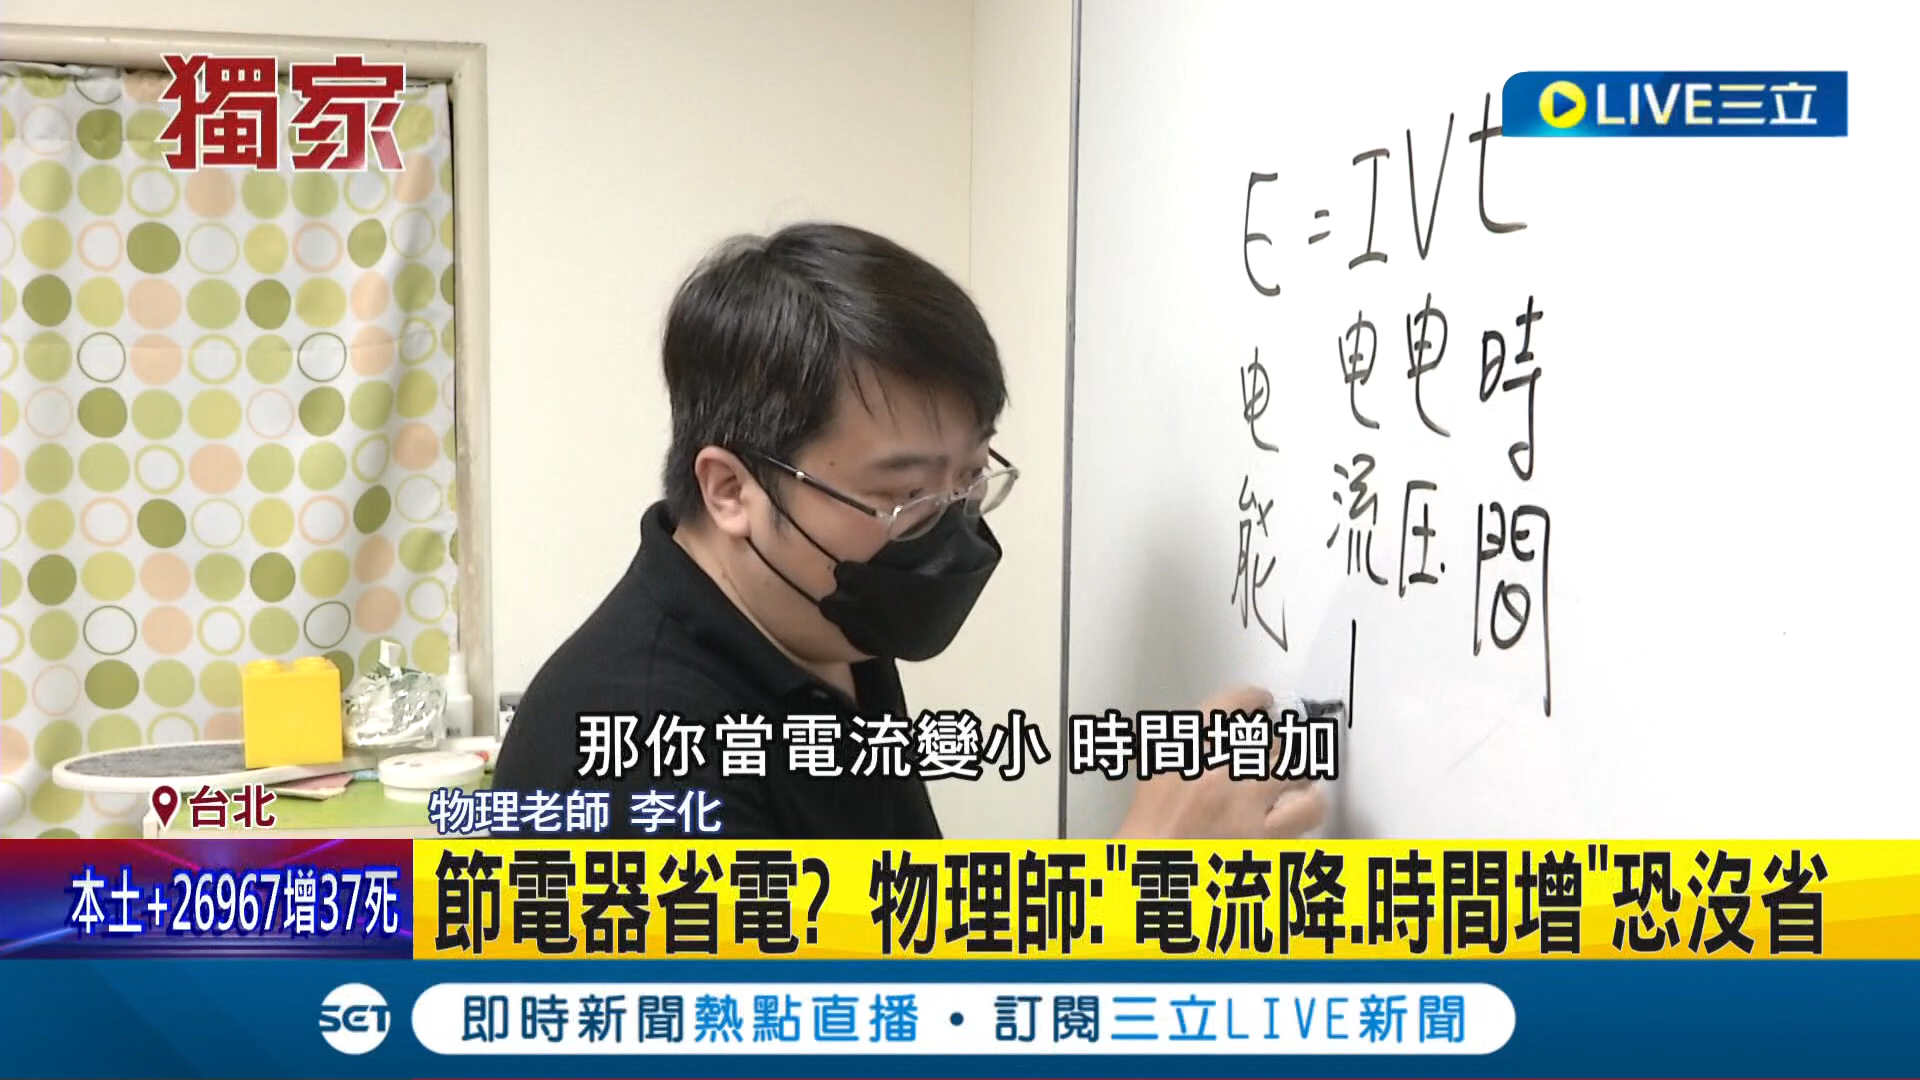 獨家
LIVE三立
E=IVt
电能
电流
电压
時間
那你當電流變小 時間增加
台北
物理老師 李化
本土+26967增37死
節電器省電? 物理師:"電流降.時間增"恐沒省
SET
即時新聞熱點直播・訂閱三立LIVE新聞